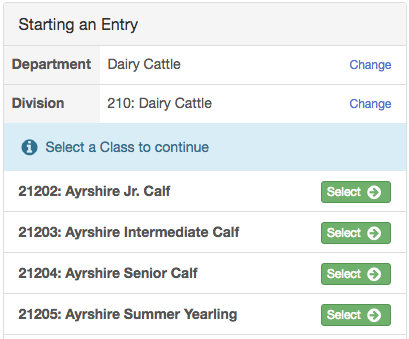 Starting an Entry
Department Dairy Cattle Change
Division 210: Dairy Cattle Change
Select a Class to continue
21202: Ayrshire Jr. Calf Select
21203: Ayrshire Intermediate Calf Select
21204: Ayrshire Senior Calf Select
21205: Ayrshire Summer Yearling Select